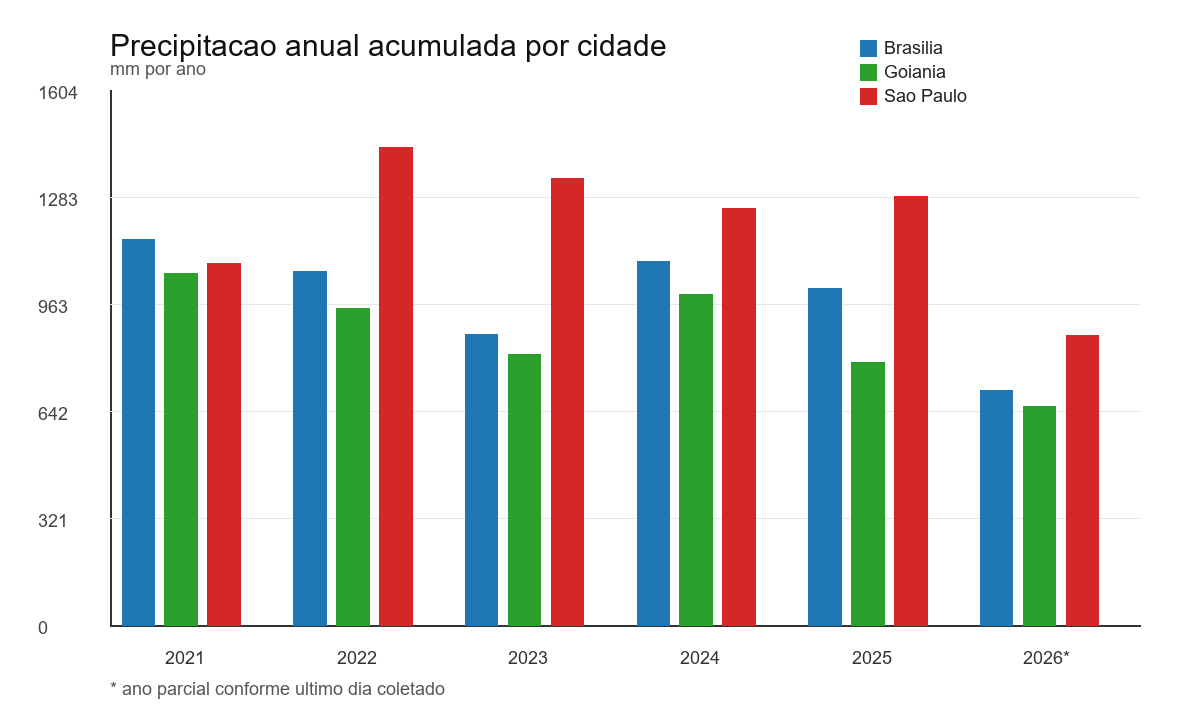 Precipitacao anual acumulada por cidade
mm por ano
Brasilia
Goiania
Sao Paulo
1604
1283
963
642
321
0
2021
2022
2023
2024
2025
2026*
* ano parcial conforme ultimo dia coletado